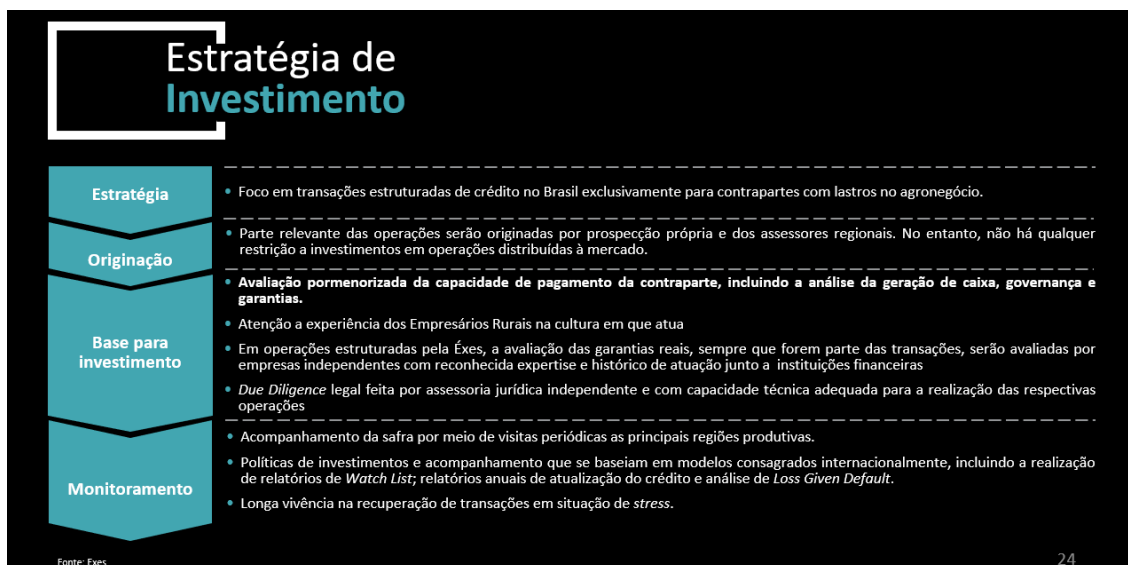 Estratégia de
Investimento
Estratégia
• Foco em transações estruturadas de crédito no Brasil exclusivamente para contrapartes com lastros no agronegócio.
Originação
• Parte relevante das operações serão originadas por prospecção própria e dos assessores regionais. No entanto, não há qualquer
restrição a investimentos em operações distribuídas à mercado.
Base para
investimento
• Avaliação pormenorizada da capacidade de pagamento da contraparte, incluindo a análise da geração de caixa, governança e
garantias.
• Atenção a experiência dos Empresários Rurais na cultura em que atua
• Em operações estruturadas pela Éxes, a avaliação das garantias reais, sempre que forem parte das transações, serão avaliadas por
empresas independentes com reconhecida expertise e histórico de atuação junto a instituições financeiras
• Due Diligence legal feita por assessoria jurídica independente e com capacidade técnica adequada para a realização das respectivas
operações
Monitoramento
• Acompanhamento da safra por meio de visitas periódicas as principais regiões produtivas.
• Políticas de investimentos e acompanhamento que se baseiam em modelos consagrados internacionalmente, incluindo a realização
de relatórios de Watch List; relatórios anuais de atualização do crédito e análise de Loss Given Default.
• Longa vivência na recuperação de transações em situação de stress.
Fonte: Exes
24